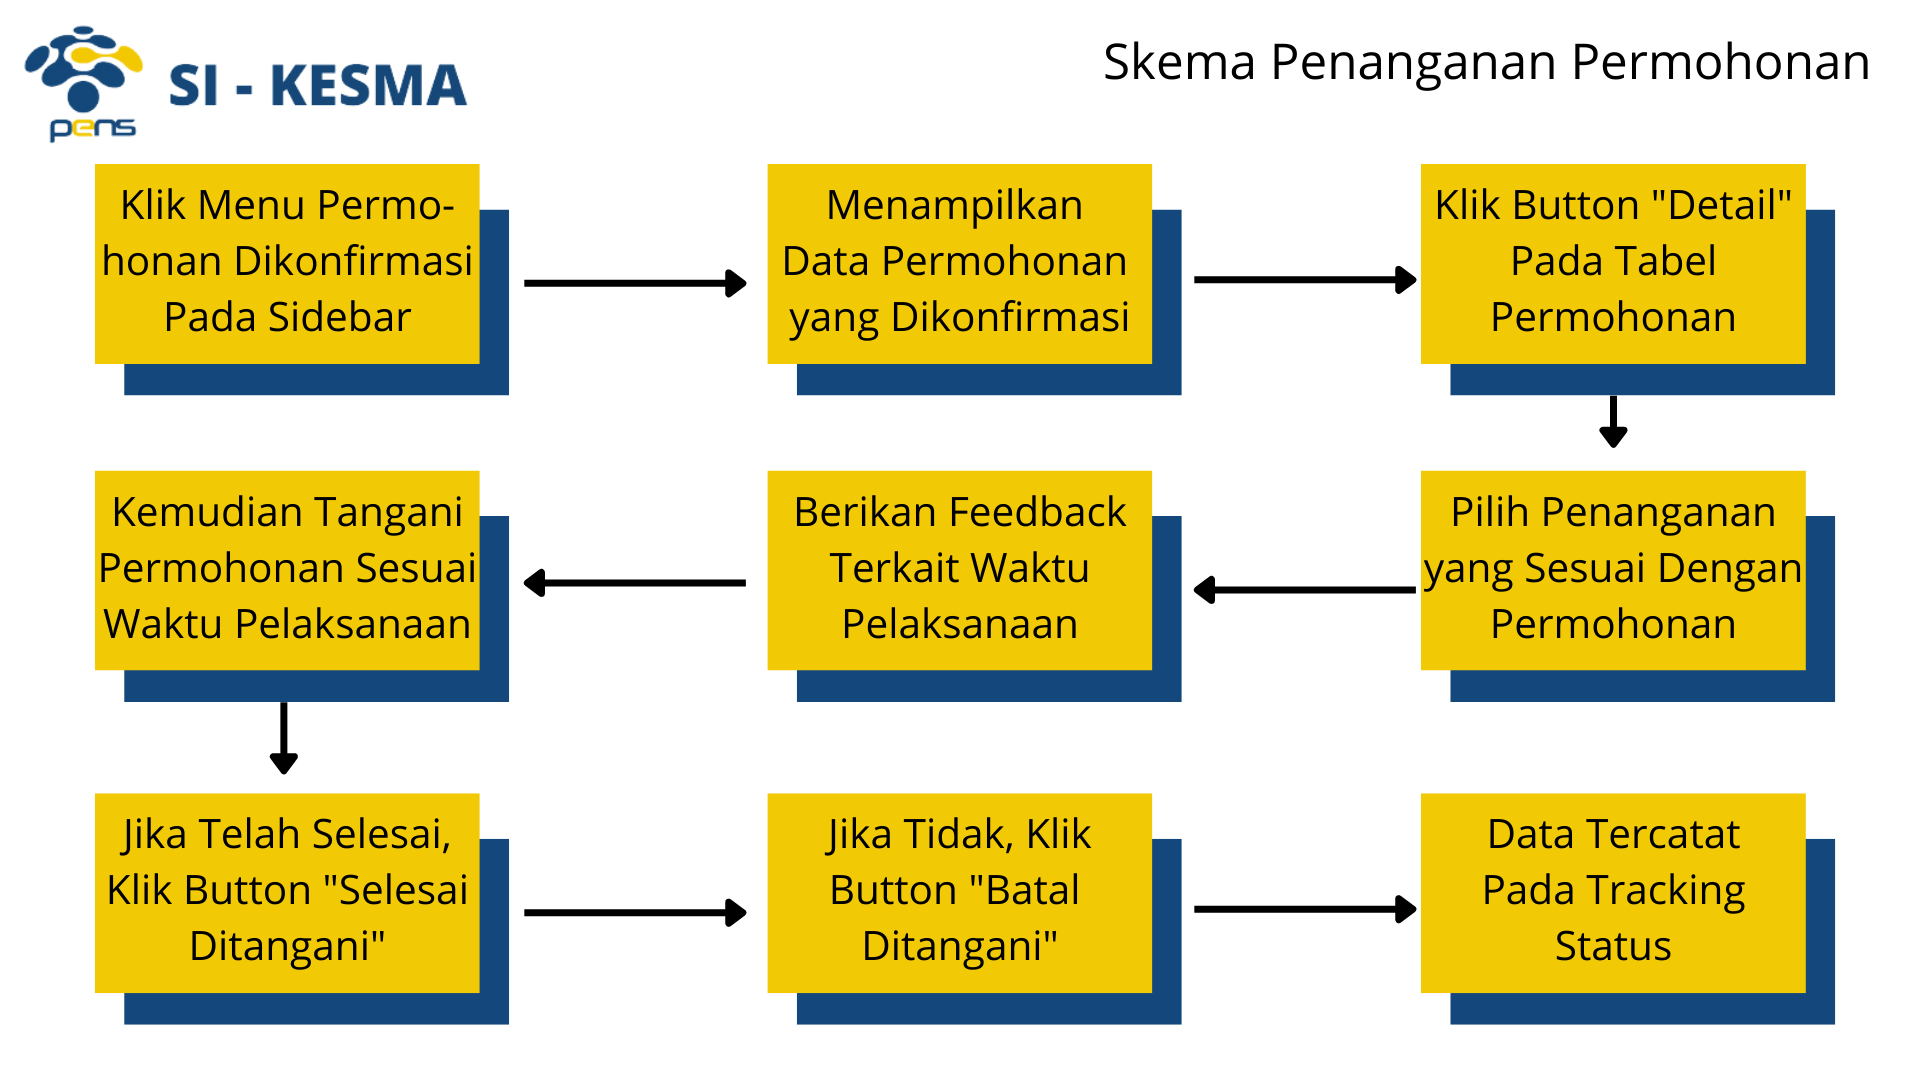 pens
SI - KESMA
Skema Penanganan Permohonan
Klik Menu Permo-
honan Dikonfirmasi
Pada Sidebar
Menampilkan
Data Permohonan
yang Dikonfirmasi
Klik Button "Detail"
Pada Tabel
Permohonan
Pilih Penanganan
yang Sesuai Dengan
Permohonan
Berikan Feedback
Terkait Waktu
Pelaksanaan
Kemudian Tangani
Permohonan Sesuai
Waktu Pelaksanaan
Jika Telah Selesai,
Klik Button "Selesai
Ditangani"
Jika Tidak, Klik
Button "Batal
Ditangani"
Data Tercatat
Pada Tracking
Status